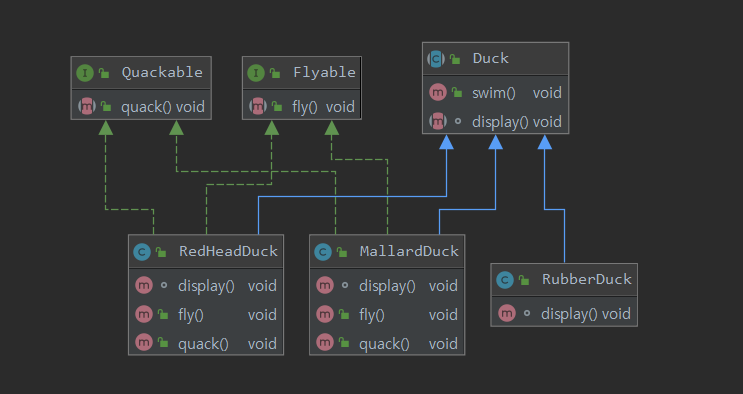 Quackable
quack() void
Flyable
fly() void
Duck
swim() void
display() void
RedHeadDuck
display() void
fly() void
quack() void
MallardDuck
display() void
fly() void
quack() void
RubberDuck
display() void